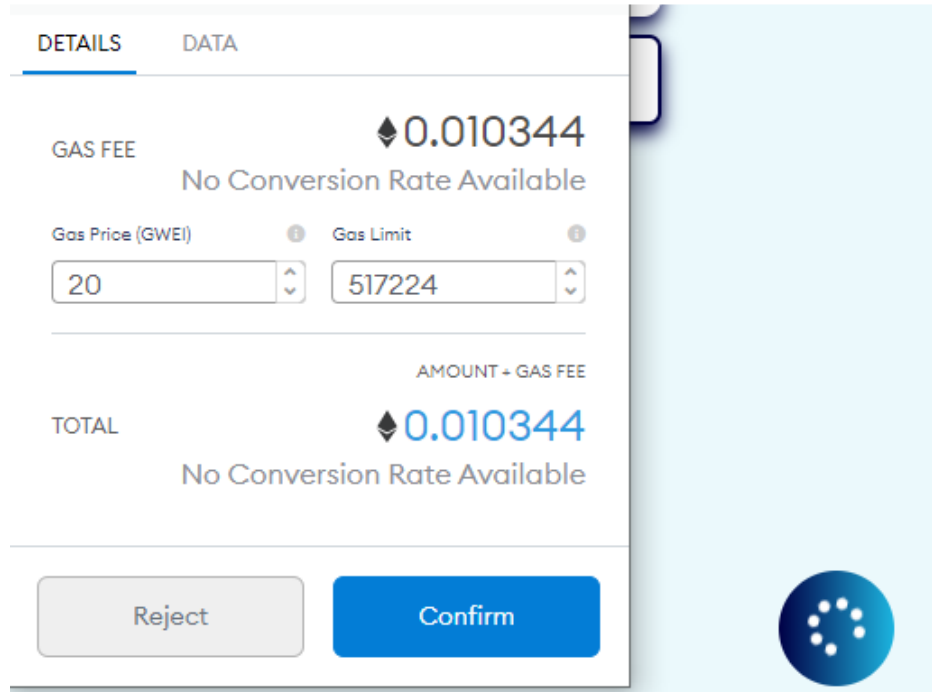 DETAILS DATA
GAS FEE 0.010344
No Conversion Rate Available
Gas Price (GWEI) Gas Limit
20 517224
AMOUNT + GAS FEE
TOTAL 0.010344
No Conversion Rate Available
Reject Confirm